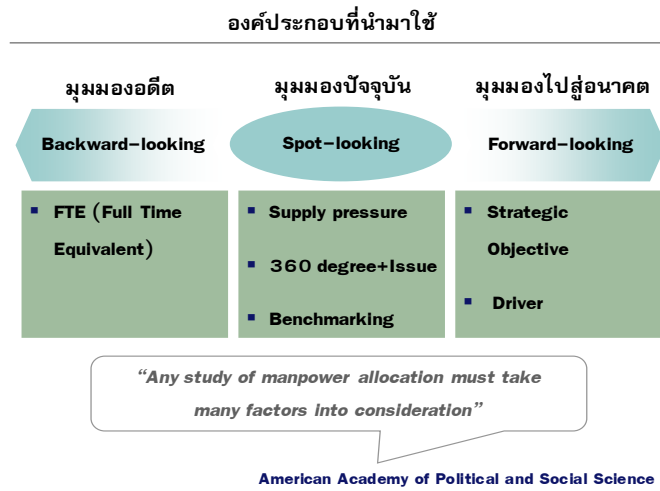 องค์ประกอบที่นำมาใช้
มุมมองอดีต
Backward-looking
▪ FTE (Full Time
Equivalent)
มุมมองปัจจุบัน
Spot-looking
▪ Supply pressure
▪ 360 degree+Issue
▪ Benchmarking
มุมมองไปสู่อนาคต
Forward-looking
▪ Strategic
Objective
▪ Driver
“Any study of manpower allocation must take
many factors into consideration”
American Academy of Political and Social Science